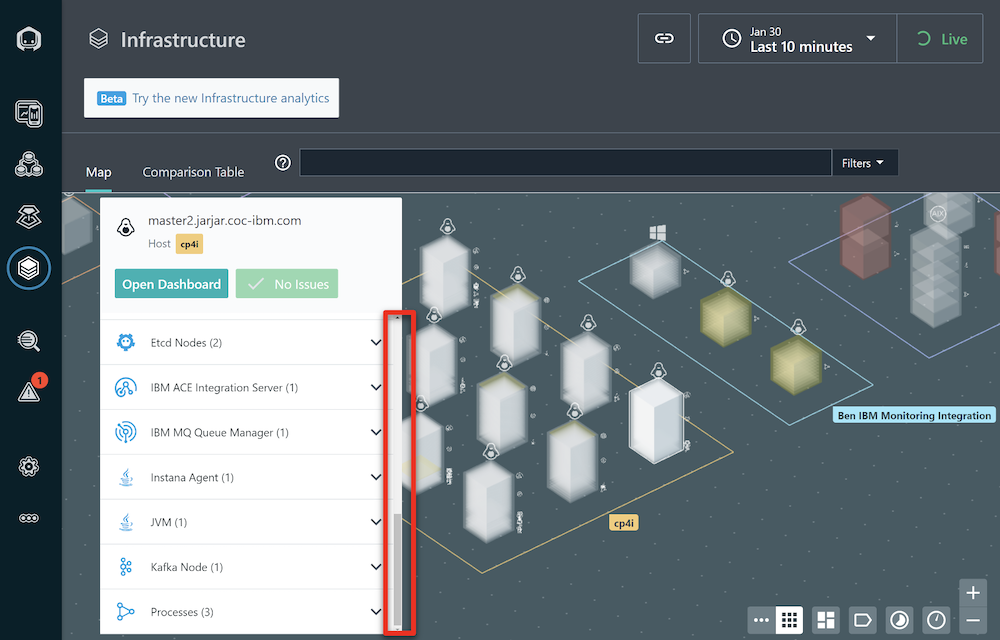 Infrastructure
Jan 30
Last 10 minutes
Live
Beta Try the new Infrastructure analytics
Map
Comparison Table
?
Filters
master2.jarjar.coc-ibm.com
Host cp4i
Open Dashboard
No Issues
Etcd Nodes (2)
IBM ACE Integration Server (1)
IBM MQ Queue Manager (1)
Instana Agent (1)
JVM (1)
Kafka Node (1)
Processes (3)
1
AIX
Ben IBM Monitoring Integration
cp4i